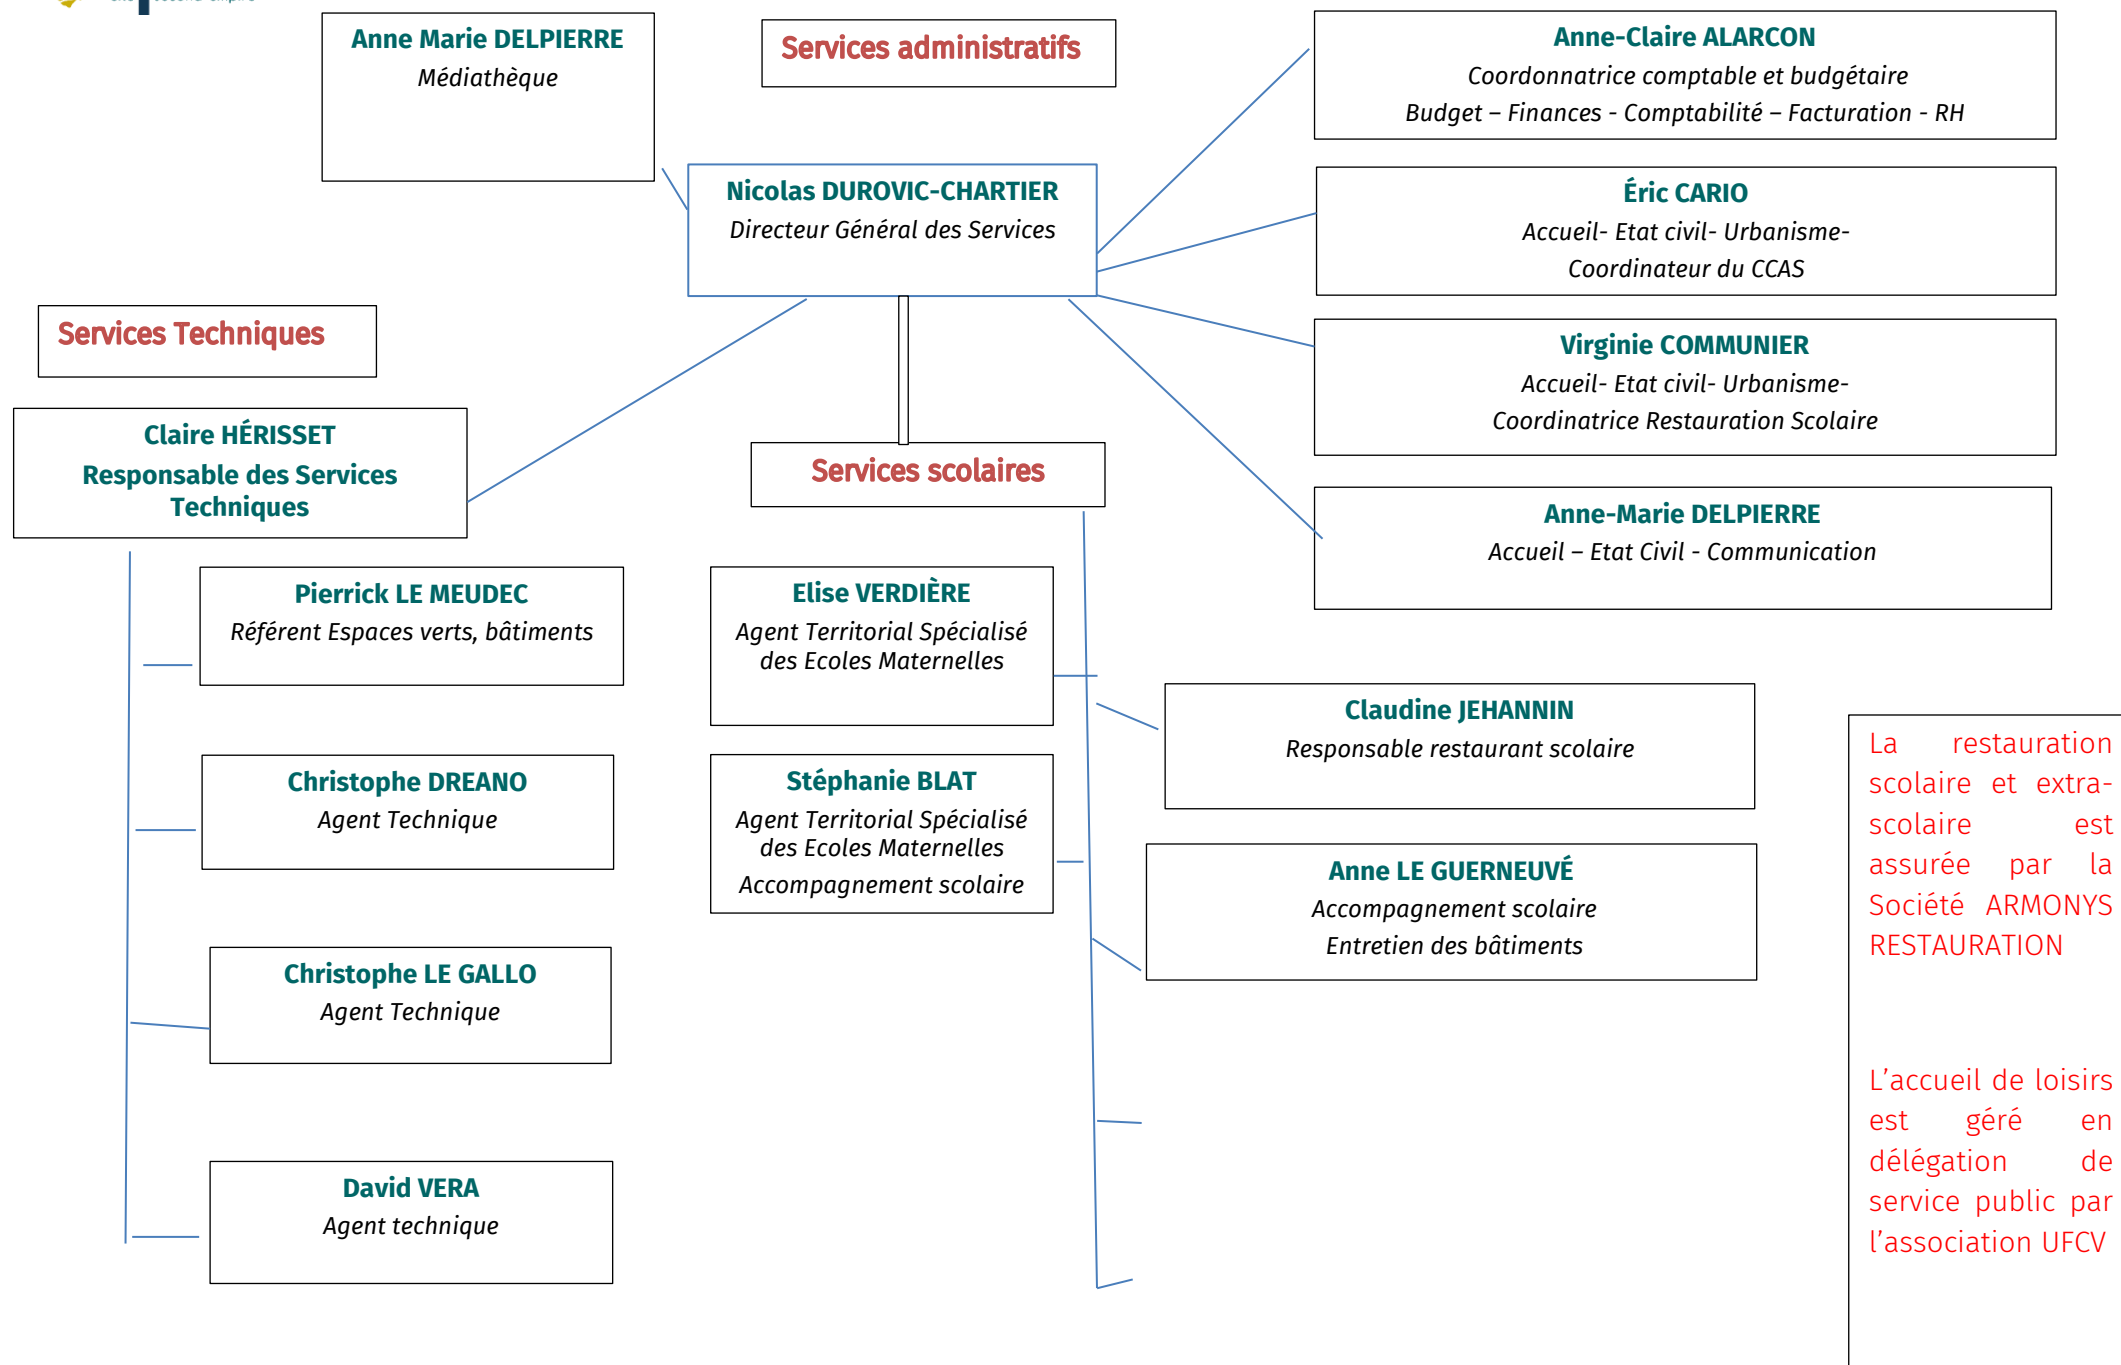 second empire
Anne Marie DELPIERRE
Médiathèque
Services administratifs
Anne-Claire ALARCON
Coordonnatrice comptable et budgétaire
Budget – Finances - Comptabilité – Facturation - RH
Nicolas DUROVIC-CHARTIER
Directeur Général des Services
Éric CARIO
Accueil- Etat civil- Urbanisme-
Coordinateur du CCAS
Services Techniques
Virginie COMMUNIER
Accueil- Etat civil- Urbanisme-
Coordinatrice Restauration Scolaire
Claire HÉRISSET
Responsable des Services
Techniques
Services scolaires
Anne-Marie DELPIERRE
Accueil – Etat Civil - Communication
Pierrick LE MEUDEC
Référent Espaces verts, bâtiments
Elise VERDIÈRE
Agent Territorial Spécialisé
des Ecoles Maternelles
Claudine JEHANNIN
Responsable restaurant scolaire
Christophe DREANO
Agent Technique
Stéphanie BLAT
Agent Territorial Spécialisé
des Ecoles Maternelles
Accompagnement scolaire
Anne LE GUERNEUVÉ
Accompagnement scolaire
Entretien des bâtiments
Christophe LE GALLO
Agent Technique
David VERA
Agent technique
La restauration
scolaire et extra-
scolaire est
assurée par la
Société ARMONYS
RESTAURATION
L’accueil de loisirs
est géré en
délégation de
service public par
l’association UFCV